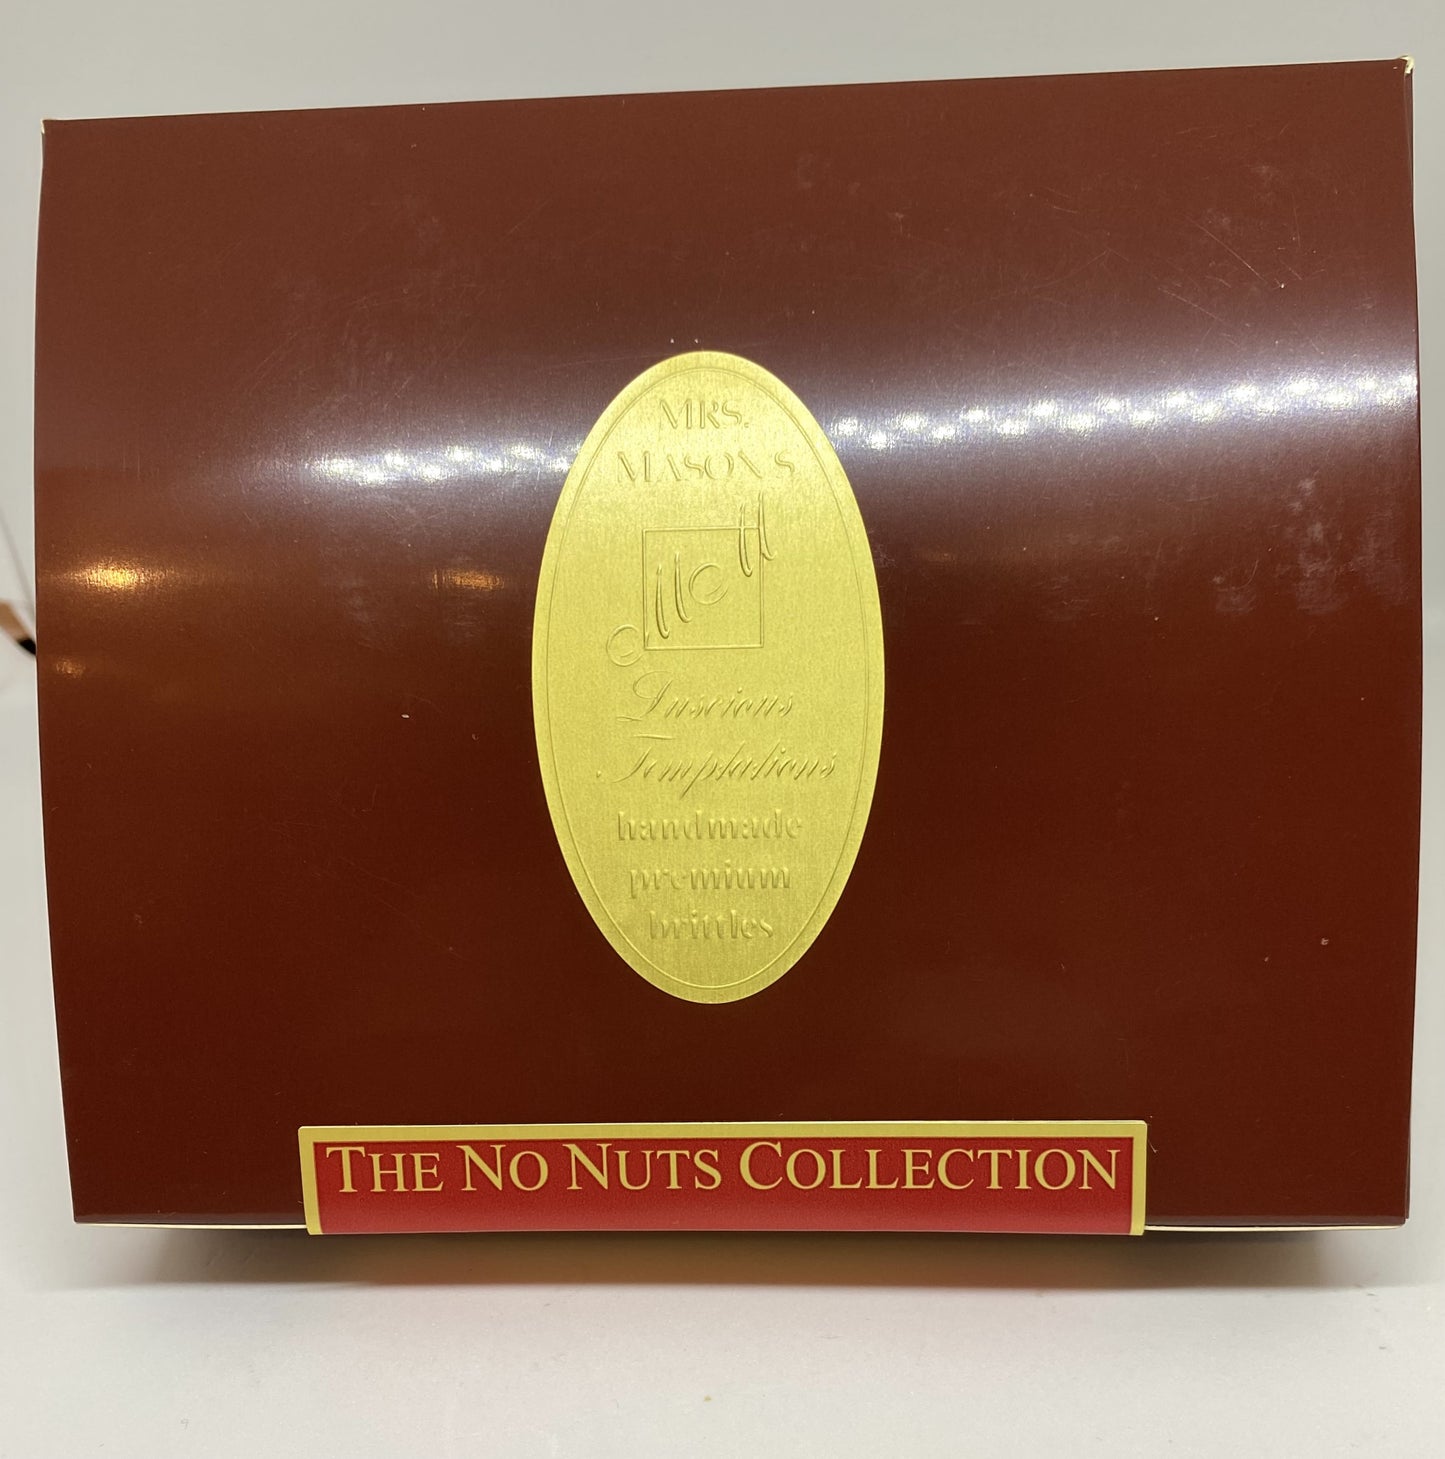 MRS.
MASON'S
Luscious
Temptations
handmade
premium
brittles
THE NO NUTS COLLECTION